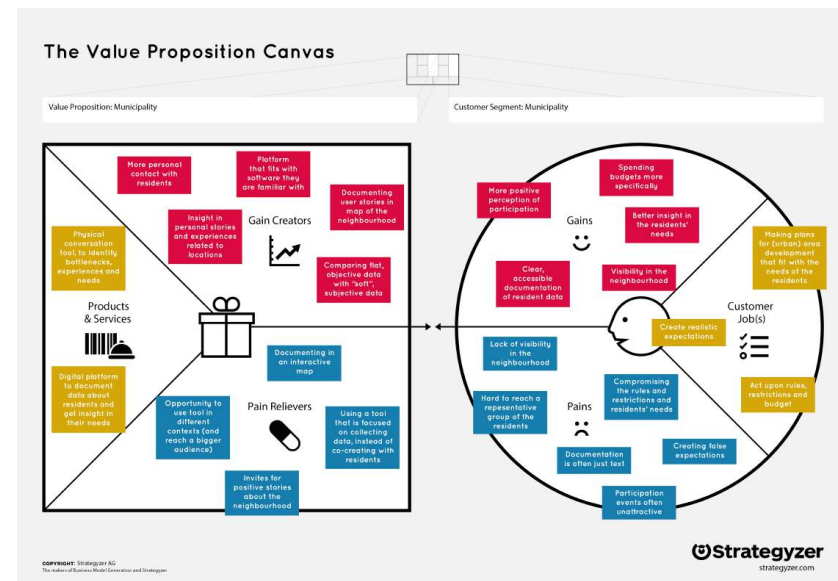 The Value Proposition Canvas
Value Proposition: Municipality
Customer Segment: Municipality
More personal
contact with
residents
Platform
that fits with
software they
are familiar with
Documenting
user stories in
map of the
neighbourhood
Insight in
personal stories
and experiences
related to
locations
Gain Creators
Comparing flat,
objective data
with "soft",
subjective data
Physical
conversation
tool, to identify
bottlenecks,
experiences and
needs
Products
& Services
Digital platform
to document
data about
residents and
get insight in
their needs
Documenting in
an interactive
map
Pain Relievers
Opportunity to
use tool in
different
contexts (and
reach a bigger
audience)
Using a tool
that is focused
on collecting
data, instead of
co-creating with
residents
Invites for
positive stories
about the
neighbourhood
More positive
perception of
participation
Spending
budgets more
specifically
Gains
Better insight in
the residents'
needs
Clear,
accessible
documentation
of resident data
Visibility in the
neighbourhood
Making plans
for (urban) area
development
that fit with the
needs of the
residents
Customer
Job(s)
Create realistic
expectations
Act upon rules,
restrictions and
budget
Lack of visibility
in the
neighbourhood
Hard to reach a
representative
group of the
residents
Pains
Compromising
the rules and
restrictions and
residents' needs
Documentation
is often just text
Creating false
expectations
Participation
events often
unattractive
COPYRIGHT: Strategyzer AG
The makers of Business Model Generation and Strategyzer
Strategyzer
strategyzer.com